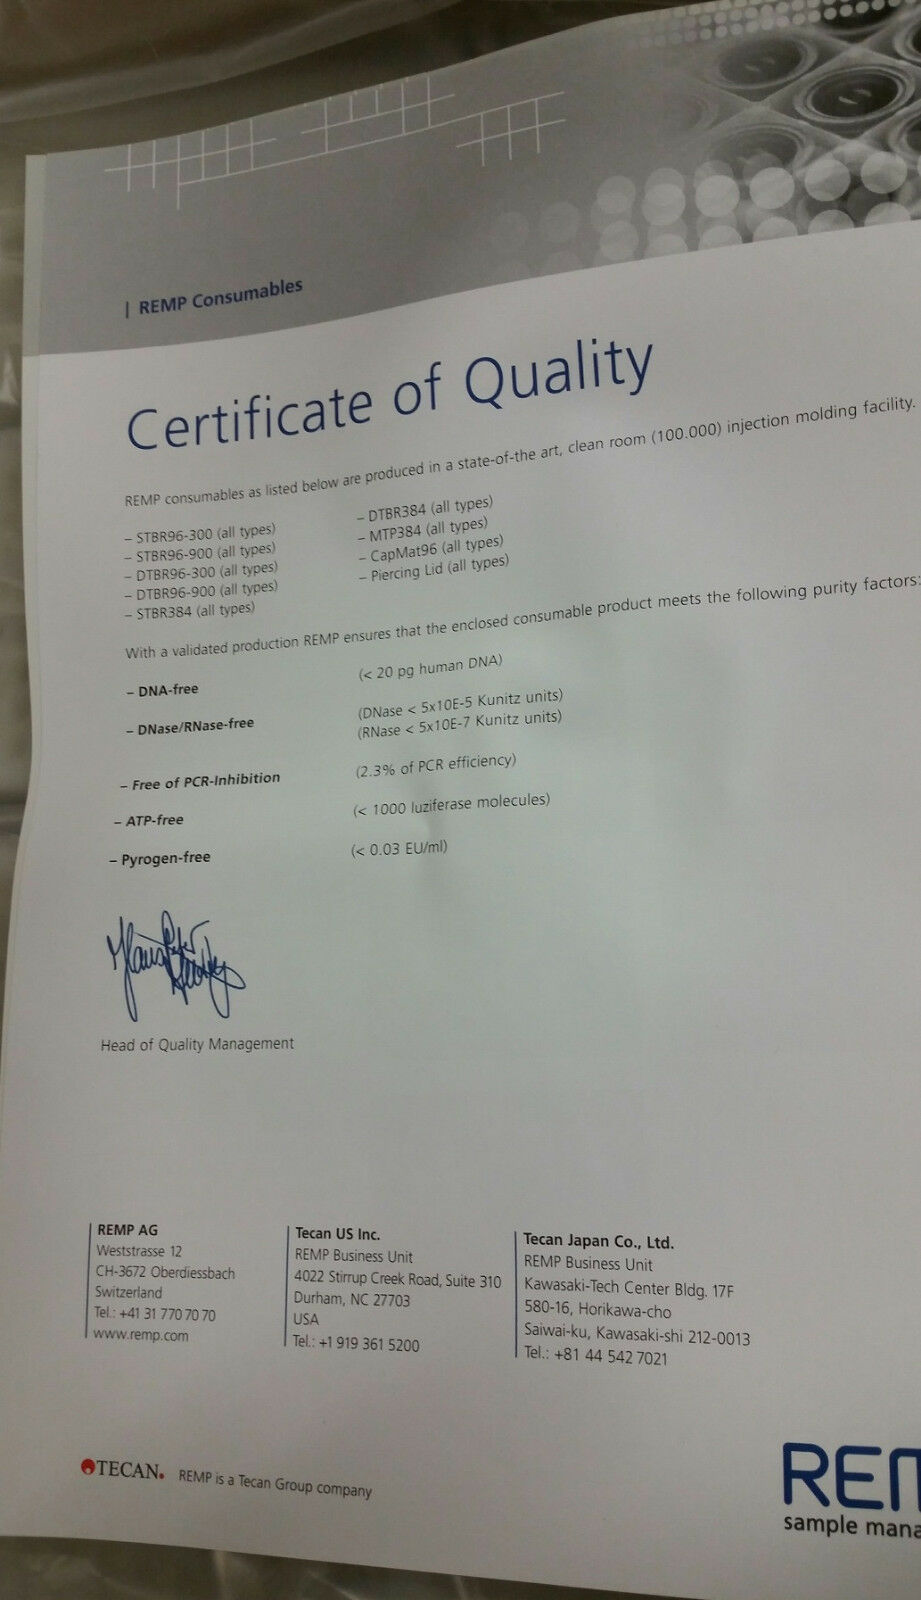 | REMP Consumables
Certificate of Quality
REMP consumables as listed below are produced in a state-of-the art, clean room (100.000) injection molding facility.
– STBR96-300 (all types)
– STBR96-900 (all types)
– DTBR96-300 (all types)
– DTBR96-900 (all types)
– STBR384 (all types)
– DTBR384 (all types)
– MTP384 (all types)
– CapMat96 (all types)
– Piercing Lid (all types)
With a validated production REMP ensures that the enclosed consumable product meets the following purity factors:
– DNA-free (< 20 pg human DNA)
– DNase/RNase-free (DNase < 5x10E-5 Kunitz units)
(RNase < 5x10E-7 Kunitz units)
– Free of PCR-Inhibition (2.3% of PCR efficiency)
– ATP-free (< 1000 luziferase molecules)
– Pyrogen-free (< 0.03 EU/ml)
Head of Quality Management
REMP AG
Weststrasse 12
CH-3672 Oberdiessbach
Switzerland
Tel.: +41 31 770 70 70
www.remp.com
Tecan US Inc.
REMP Business Unit
4022 Stirrup Creek Road, Suite 310
Durham, NC 27703
USA
Tel.: +1 919 361 5200
Tecan Japan Co., Ltd.
REMP Business Unit
Kawasaki-Tech Center Bldg. 17F
580-16, Horikawa-cho
Saiwai-ku, Kawasaki-shi 212-0013
Tel.: +81 44 542 7021
TECAN. REMP is a Tecan Group company
REM
sample mana